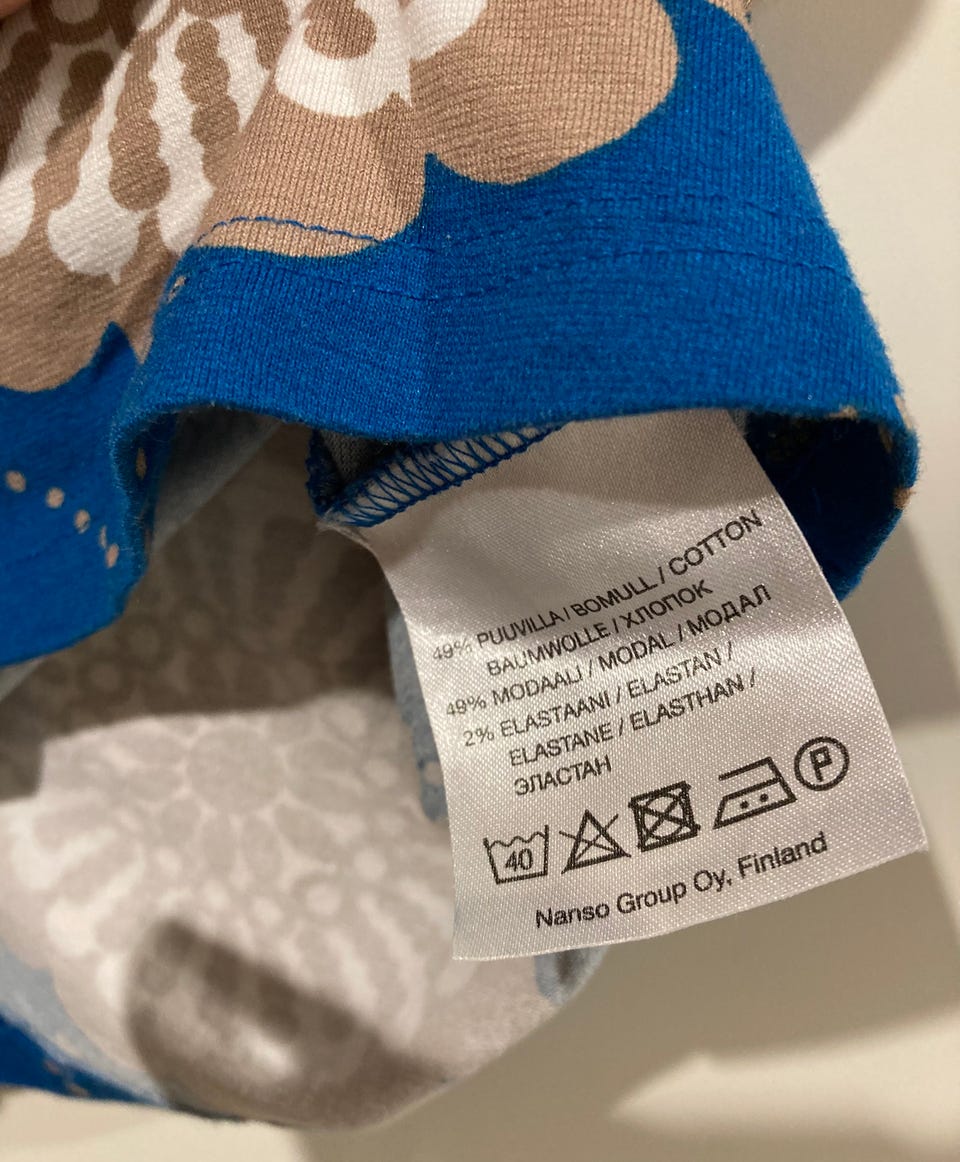 49% PUUVILLA / BOMULL / COTTON
BAUMWOLLE / ХЛОПОК
49% MODAALI / MODAL / МОДАЛ
2% ELASTAANI / ELASTAN /
ELASTANE / ELASTHAN /
ЭЛАСТАН
40 P
Nanso Group Oy, Finland